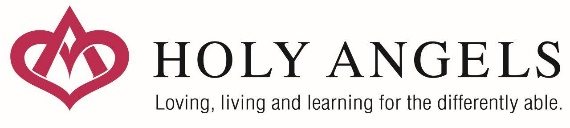 HOLY ANGELS
Loving, living and learning for the differently able.